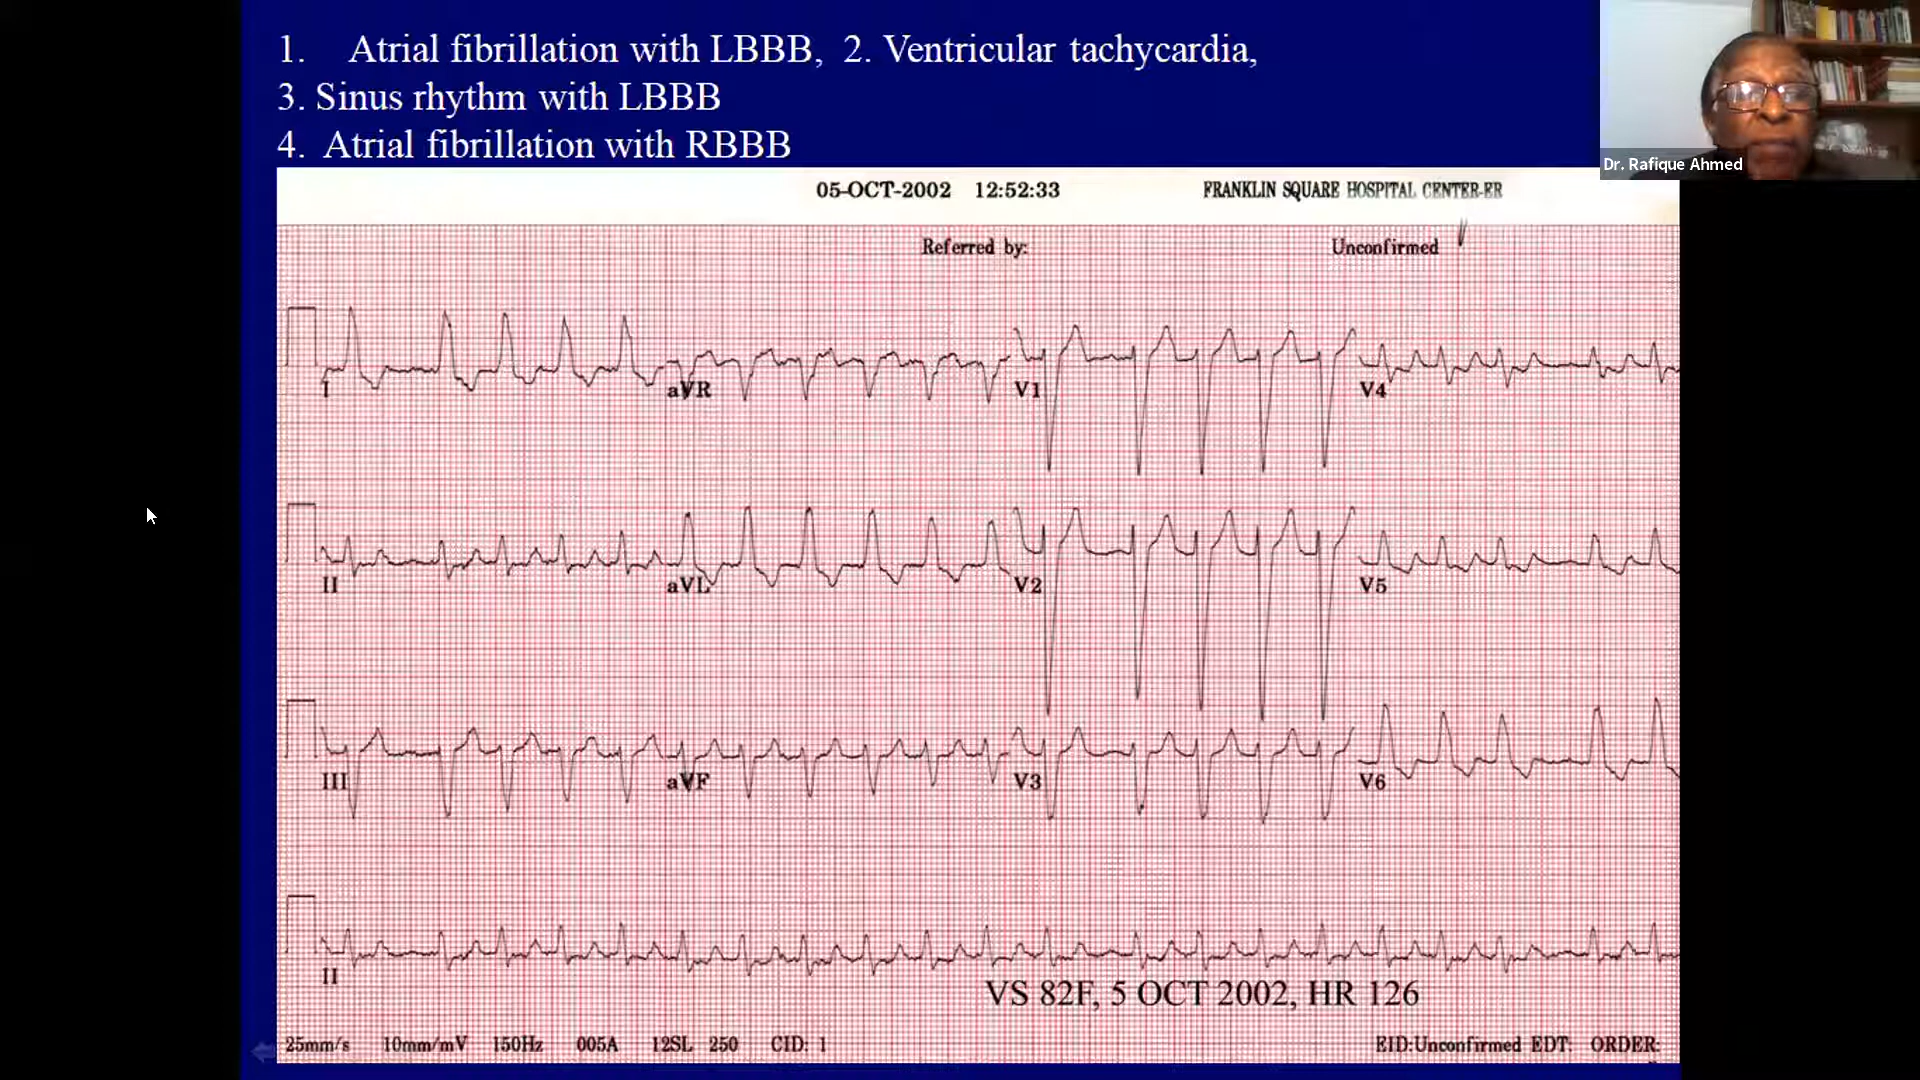 1. Atrial fibrillation with LBBB, 2. Ventricular tachycardia,
3. Sinus rhythm with LBBB
4. Atrial fibrillation with RBBB
Dr. Rafique Ahmed
05-OCT-2002 12:52:33 FRANKLIN SQUARE HOSPITAL CENTER-ER
Referred by: Unconfirmed
I aVR V1 V4
II aVL V2 V5
III aVF V3 V6
II
VS 82F, 5 OCT 2002, HR 126
25mm/s 10mm/mV 150Hz 005A 12SL 250 CID: 1 EID:Unconfirmed EDT: ORDER: